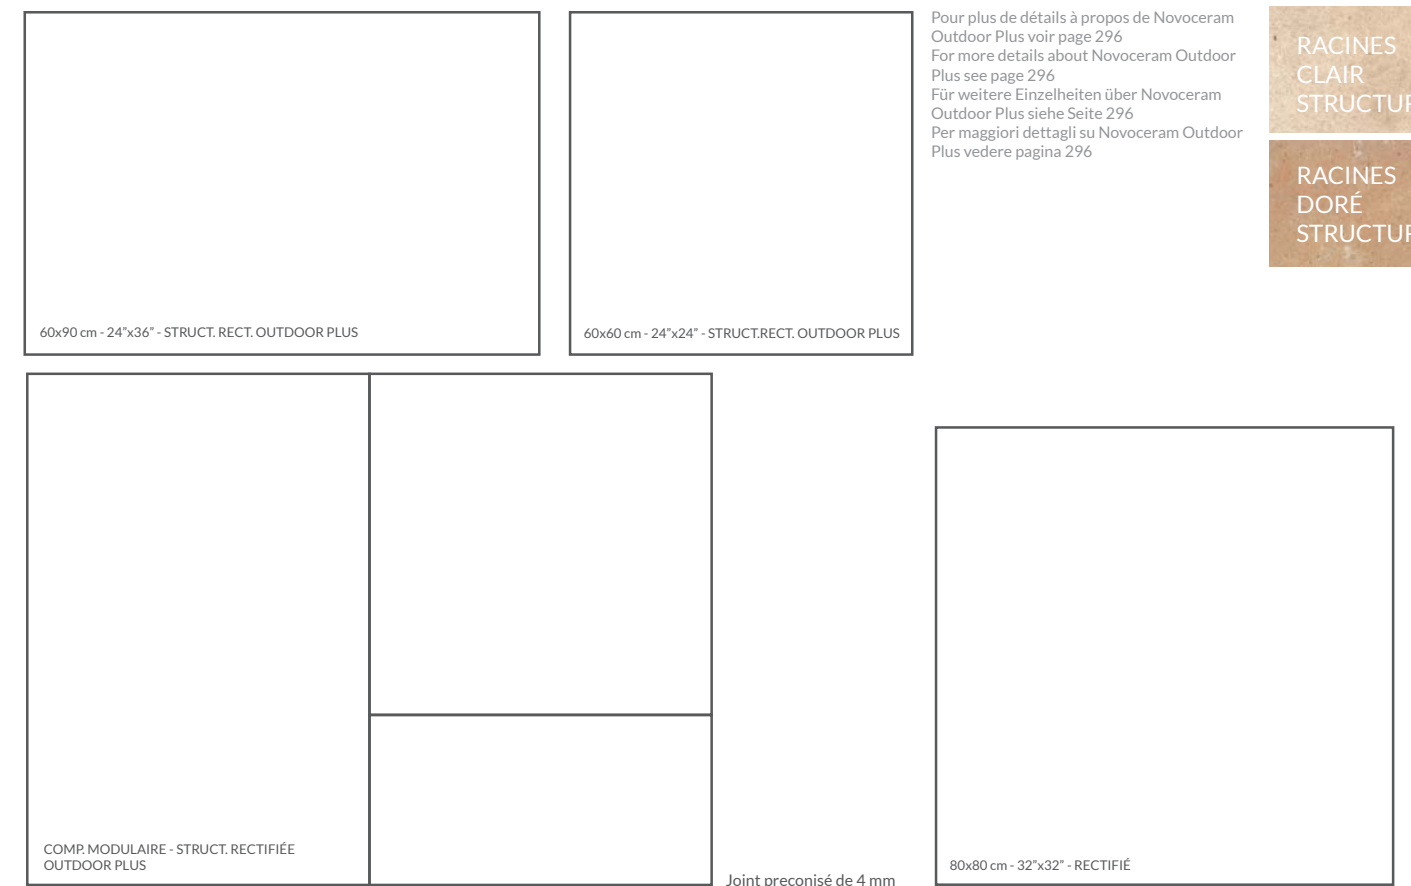 60x90 cm - 24”x36” - STRUCT. RECT. OUTDOOR PLUS
60x60 cm - 24”x24” - STRUCT.RECT. OUTDOOR PLUS
Pour plus de détails à propos de Novoceram
Outdoor Plus voir page 296
For more details about Novoceram Outdoor
Plus see page 296
Für weitere Einzelheiten über Novoceram
Outdoor Plus siehe Seite 296
Per maggiori dettagli su Novoceram Outdoor
Plus vedere pagina 296
RACINES
CLAIR
RACINES
DORÉ
COMP. MODULAIRE - STRUCT. RECTIFIÉE
OUTDOOR PLUS
Joint preconisé de 4 mm
80x80 cm - 32”x32” - RECTIFIÉ